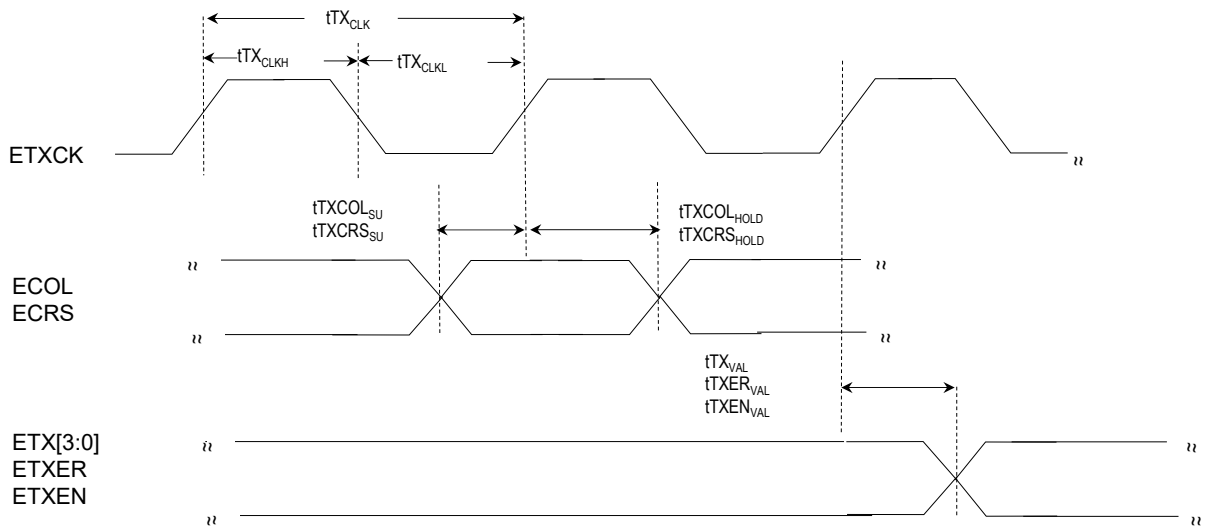 tTXCLK
tTXCLKH
tTXCLKL
ETXCK
tTXCOLSU
tTXCRSSU
tTXCOLHOLD
tTXCRSHOLD
ECOL
ECRS
tTXVAL
tTXERVAL
tTXENVAL
ETX[3:0]
ETXER
ETXEN